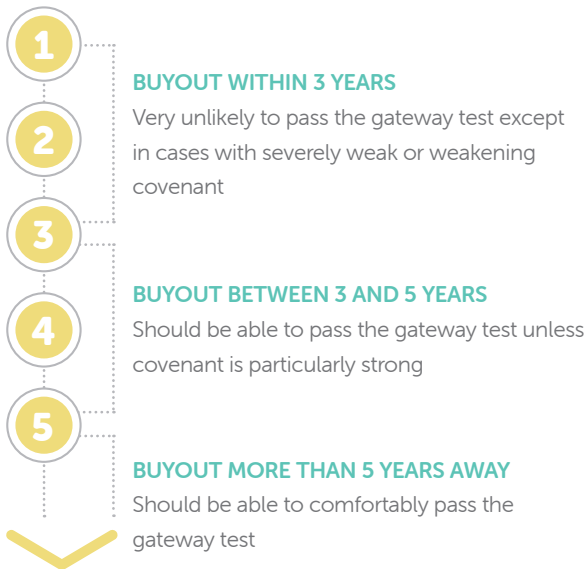 1
BUYOUT WITHIN 3 YEARS
Very unlikely to pass the gateway test except
2
in cases with severely weak or weakening
covenant
3
BUYOUT BETWEEN 3 AND 5 YEARS
4
Should be able to pass the gateway test unless
covenant is particularly strong
5
BUYOUT MORE THAN 5 YEARS AWAY
Should be able to comfortably pass the
gateway test